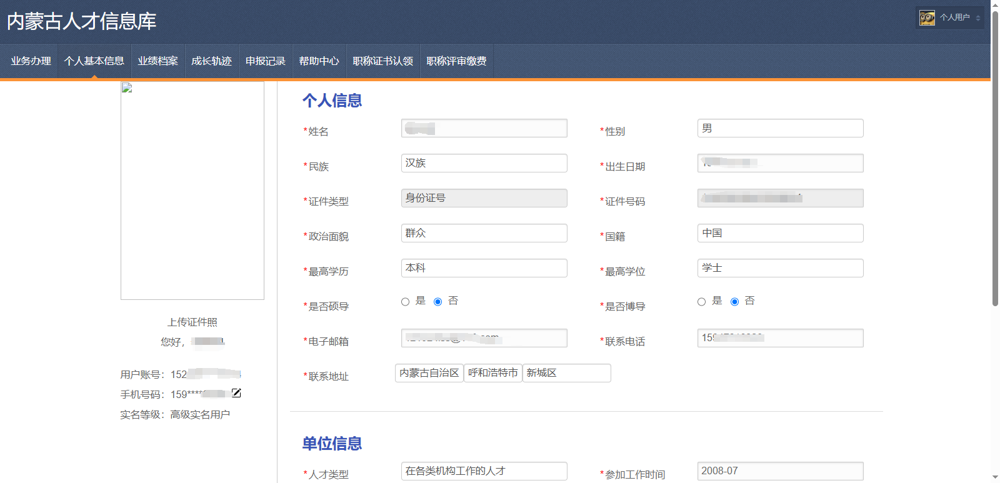 内蒙古人才信息库
个人用户
业务办理 个人基本信息 业绩档案 成长轨迹 申报记录 帮助中心 职称证书认领 职称评审缴费
上传证件照
您好，
用户账号：152
手机号码：159****
实名等级：高级实名用户
个人信息
*姓名 *性别 男
*民族 汉族 *出生日期
*证件类型 身份证号 *证件号码
*政治面貌 群众 *国籍 中国
*最高学历 本科 *最高学位 学士
*是否硕导 是 否 *是否博导 是 否
*电子邮箱 *联系电话 159
*联系地址 内蒙古自治区 呼和浩特市 新城区
单位信息
*人才类型 在各类机构工作的人才 *参加工作时间 2008-07